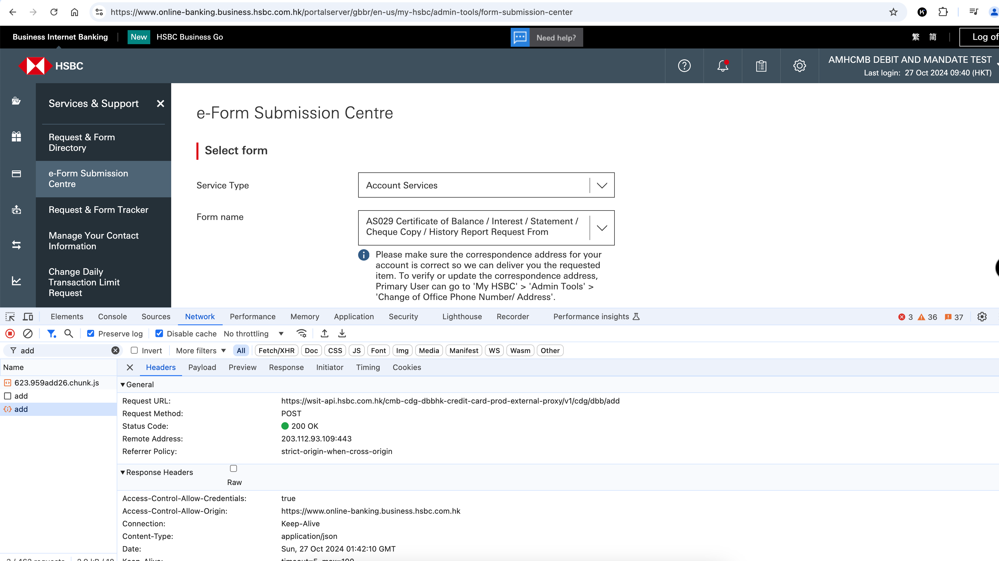 https://www.online-banking.business.hsbc.com.hk/portalserver/gbbr/en-us/my-hsbc/admin-tools/form-submission-center
Business Internet Banking
New
HSBC Business Go
Need help?
繁 简
Log of
HSBC
AMHCMB DEBIT AND MANDATE TEST
Last login: 27 Oct 2024 09:40 (HKT)
Services & Support
Request & Form
Directory
e-Form Submission
Centre
Request & Form Tracker
Manage Your Contact
Information
Change Daily
Transaction Limit
Request
e-Form Submission Centre
Select form
Service Type
Account Services
Form name
AS029 Certificate of Balance / Interest / Statement /
Cheque Copy / History Report Request From
Please make sure the correspondence address for your
account is correct so we can deliver you the requested
item. To verify or update the correspondence address,
Primary User can go to 'My HSBC' > 'Admin Tools' >
'Change of Office Phone Number/ Address'.
Elements Console Sources Network Performance Memory Application Security Lighthouse Recorder Performance insights 3 36 37
Preserve log Disable cache No throttling
add Invert More filters All Fetch/XHR Doc CSS JS Font Img Media Manifest WS Wasm Other
Name
623.959add26.chunk.js
add
add
Headers Payload Preview Response Initiator Timing Cookies
General
Request URL: https://wsit-api.hsbc.com.hk/cmb-cdg-dbbhk-credit-card-prod-external-proxy/v1/cdg/dbb/add
Request Method: POST
Status Code: 200 OK
Remote Address: 203.112.93.109:443
Referrer Policy: strict-origin-when-cross-origin
Response Headers
Raw
Access-Control-Allow-Credentials: true
Access-Control-Allow-Origin: https://www.online-banking.business.hsbc.com.hk
Connection: Keep-Alive
Content-Type: application/json
Date: Sun, 27 Oct 2024 01:42:10 GMT
Keep-Alive: timeout=5, max=100